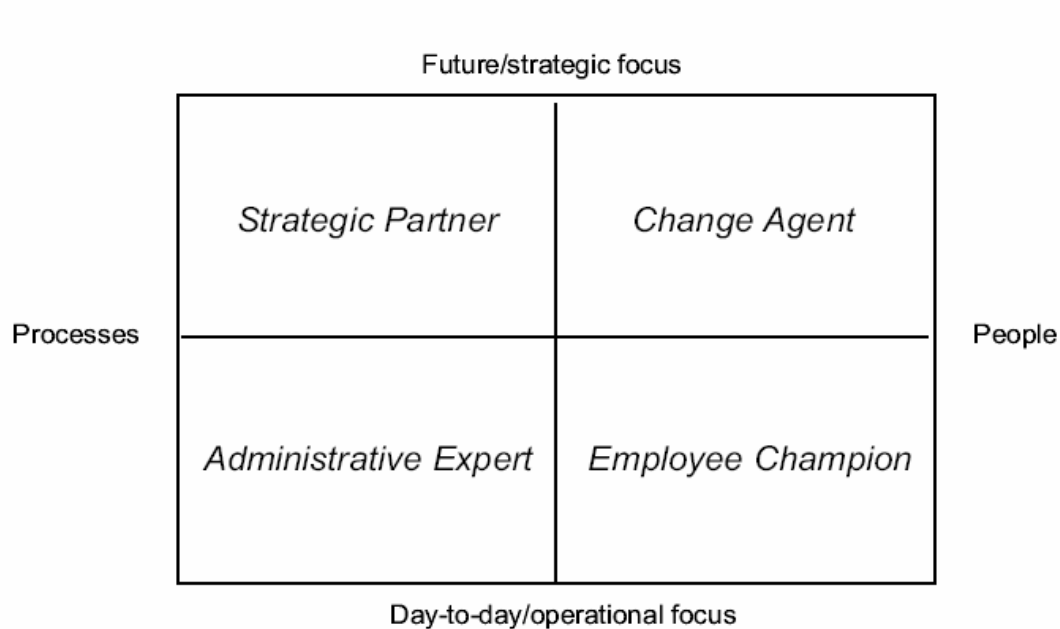 Future/strategic focus
Strategic Partner
Change Agent
Processes
People
Administrative Expert
Employee Champion
Day-to-day/operational focus